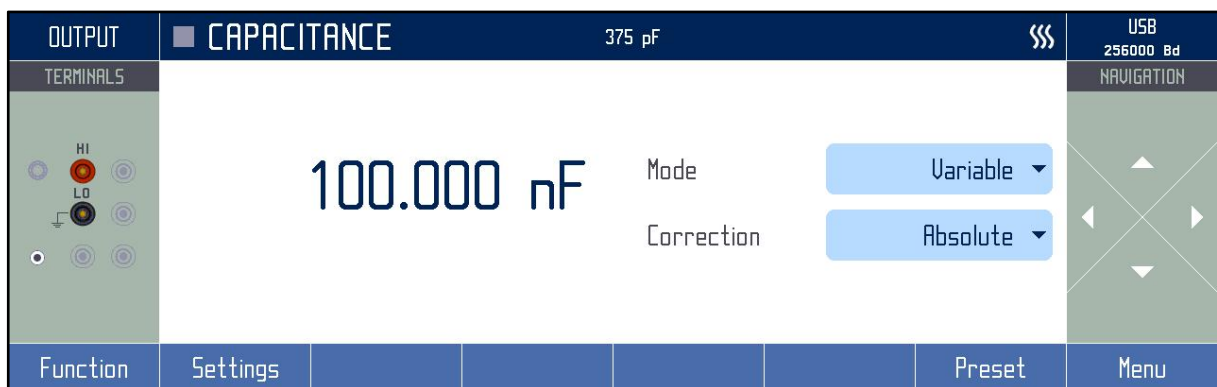 OUTPUT
CAPACITANCE
375 pF
USB
256000 Bd
TERMINALS
NAVIGATION
HI
LO
100.000 nF
Mode
Variable
Correction
Absolute
Function
Settings
Preset
Menu